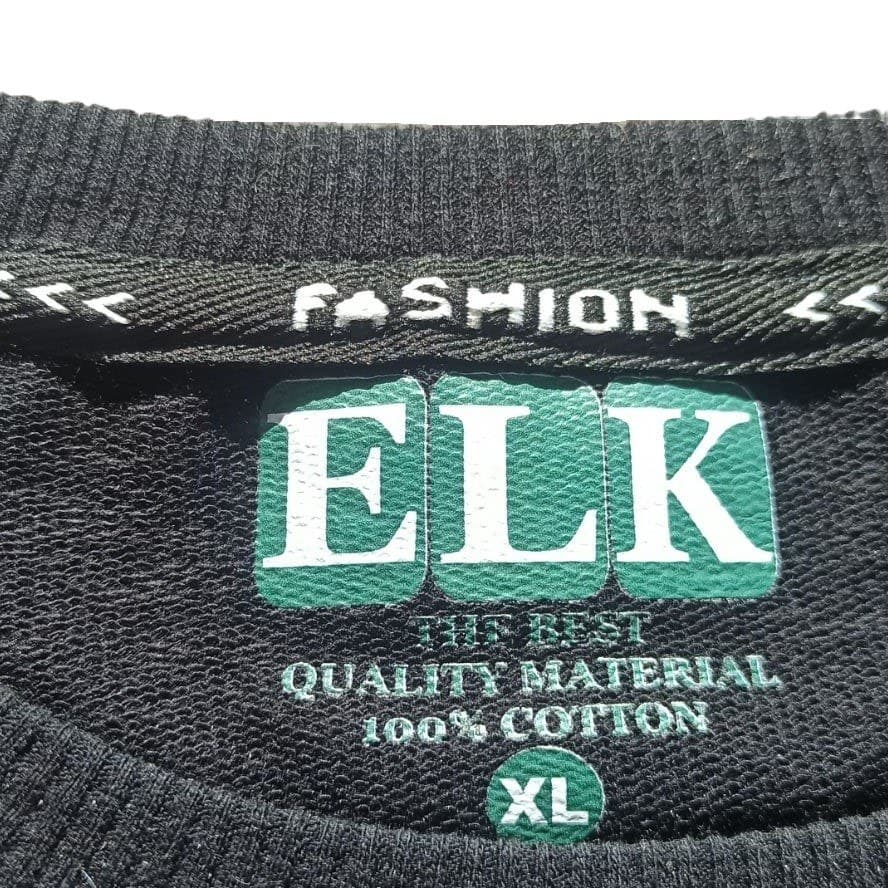 FASHION
ELK
THE BEST
QUALITY MATERIAL
100% COTTON
XL